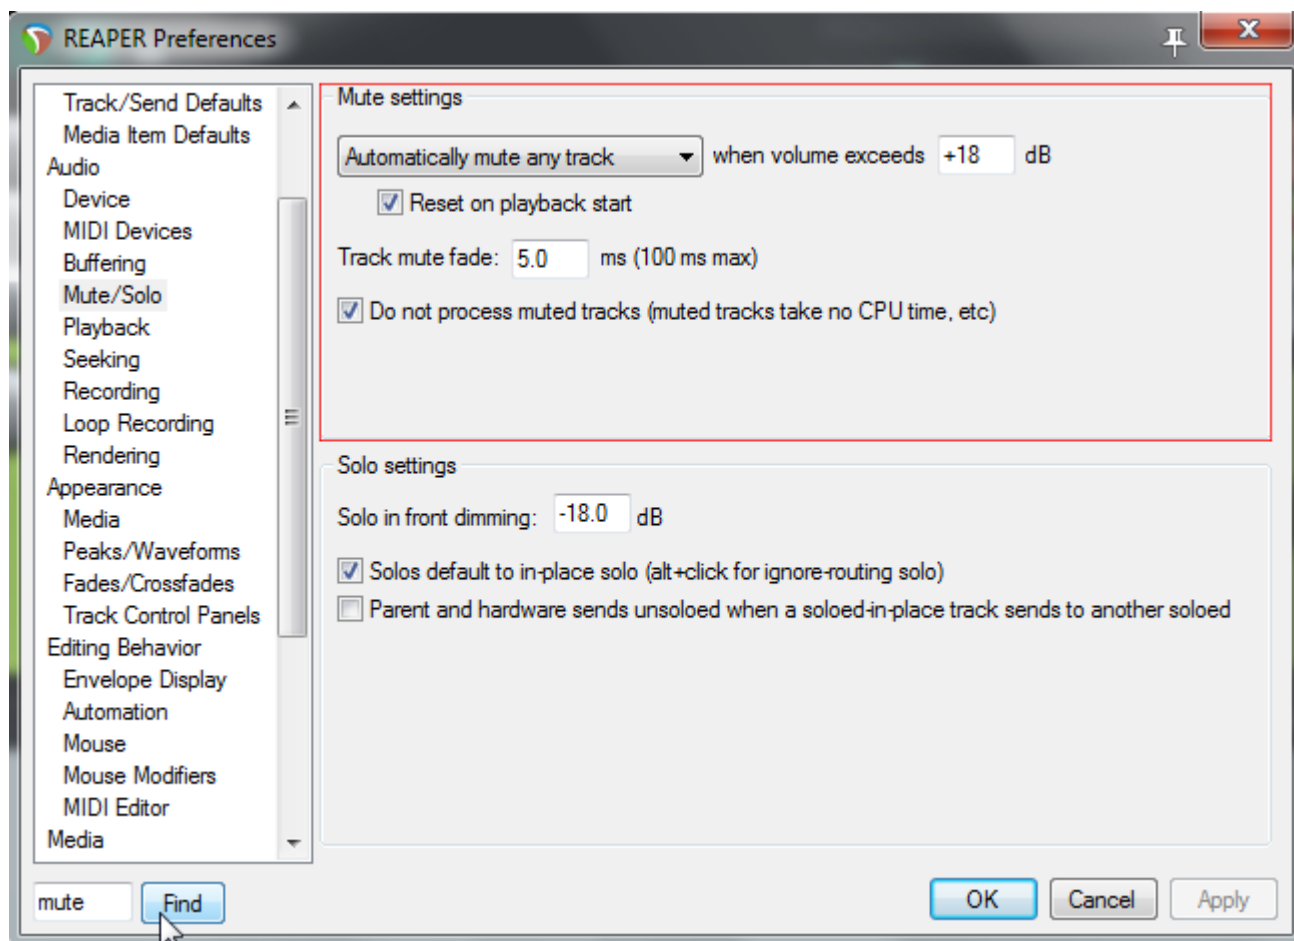 REAPER Preferences
Track/Send Defaults
Media Item Defaults
Audio
Device
MIDI Devices
Buffering
Mute/Solo
Playback
Seeking
Recording
Loop Recording
Rendering
Appearance
Media
Peaks/Waveforms
Fades/Crossfades
Track Control Panels
Editing Behavior
Envelope Display
Automation
Mouse
Mouse Modifiers
MIDI Editor
Media
mute Find
Mute settings
Automatically mute any track when volume exceeds +18 dB
Reset on playback start
Track mute fade: 5.0 ms (100 ms max)
Do not process muted tracks (muted tracks take no CPU time, etc)
Solo settings
Solo in front dimming: -18.0 dB
Solos default to in-place solo (alt+click for ignore-routing solo)
Parent and hardware sends unsoloed when a soloed-in-place track sends to another soloed
OK Cancel Apply